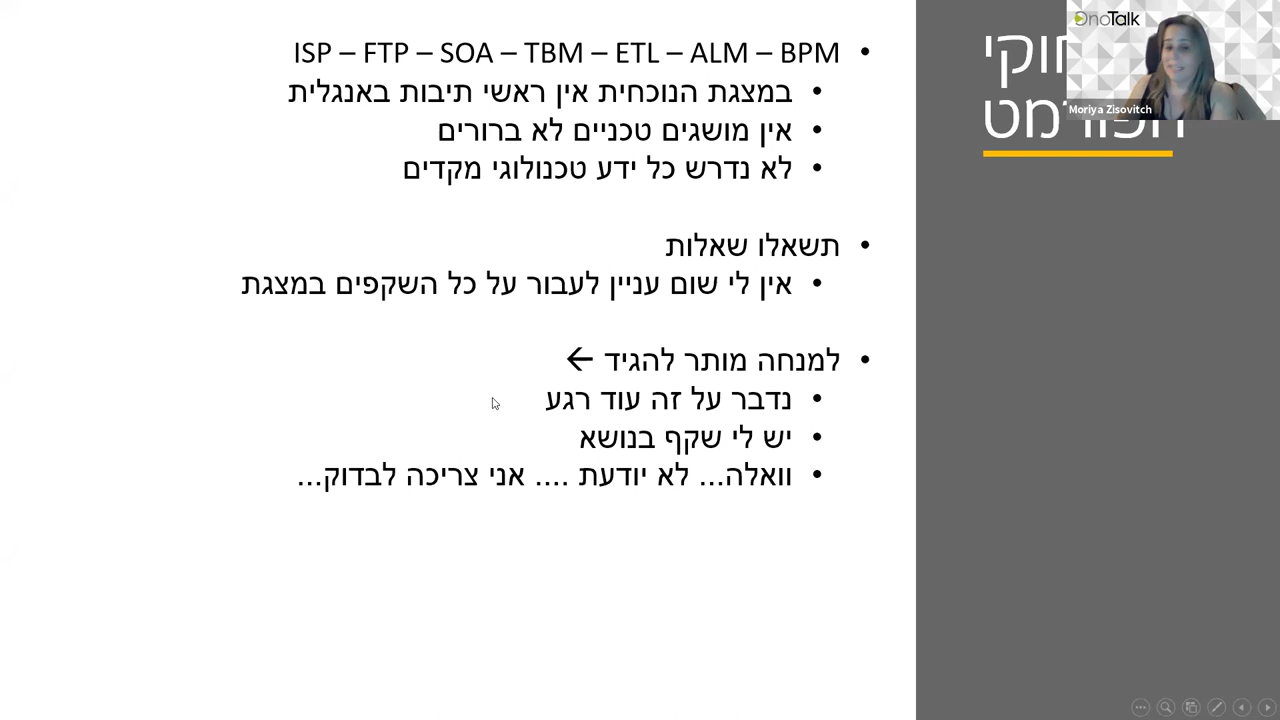 חוקי
הפורמט
ISP – FTP – SOA – TBM – ETL – ALM – BPM
במצגת הנוכחית אין ראשי תיבות באנגלית
אין מושגים טכניים לא ברורים
לא נדרש כל ידע טכנולוגי מקדים
תשאלו שאלות
אין לי שום עניין לעבור על כל השקפים במצגת
למנחה מותר להגיד ←
נדבר על זה עוד רגע
יש לי שקף בנושא
וואלה... לא יודעת .... אני צריכה לבדוק...
OnoTalk
Moriya Zisovitch